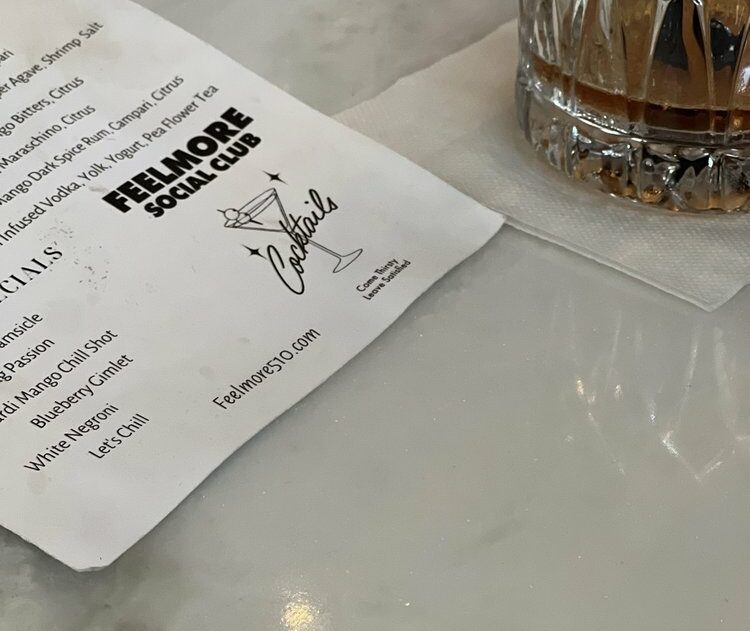 Agave, Shrimp Salt
Bitters, Citrus
Maraschino, Citrus
Mango Dark Spice Rum, Campari, Citrus
Infused Vodka, Yolk, Yogurt, Pea Flower Tea
FEELMORE
SOCIAL CLUB
Cocktails
Come Thirsty
Leave Satisfied
Passion
Mango Chill Shot
Blueberry Gimlet
White Negroni
Let's Chill
Feelmore510.com